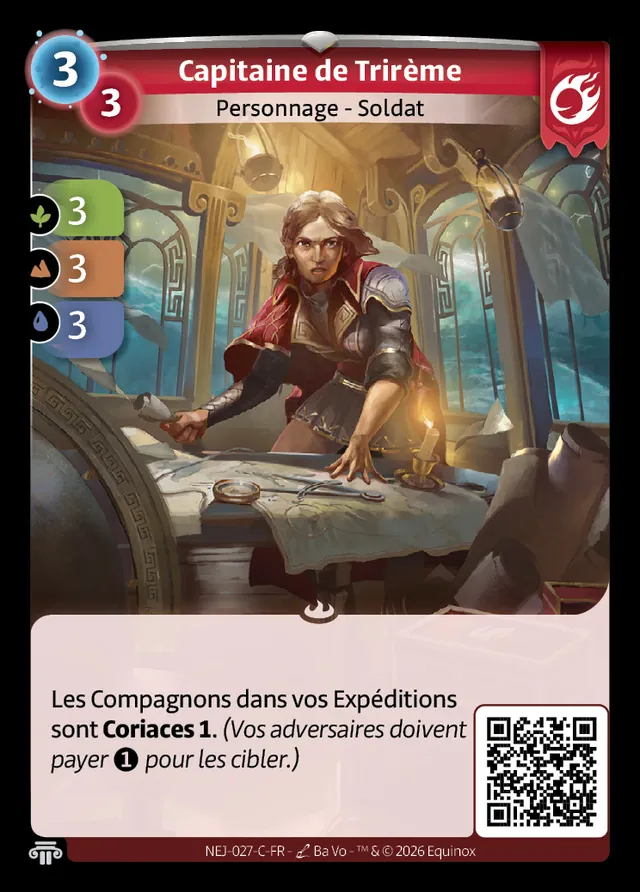 3
3
Capitaine de Trirème
Personnage - Soldat
3
3
3
Les Compagnons dans vos Expéditions
sont Coriaces 1. (Vos adversaires doivent
payer 1 pour les cibler.)
NEJ-027-C-FR - Ba Vo - ™ & © 2026 Equinox